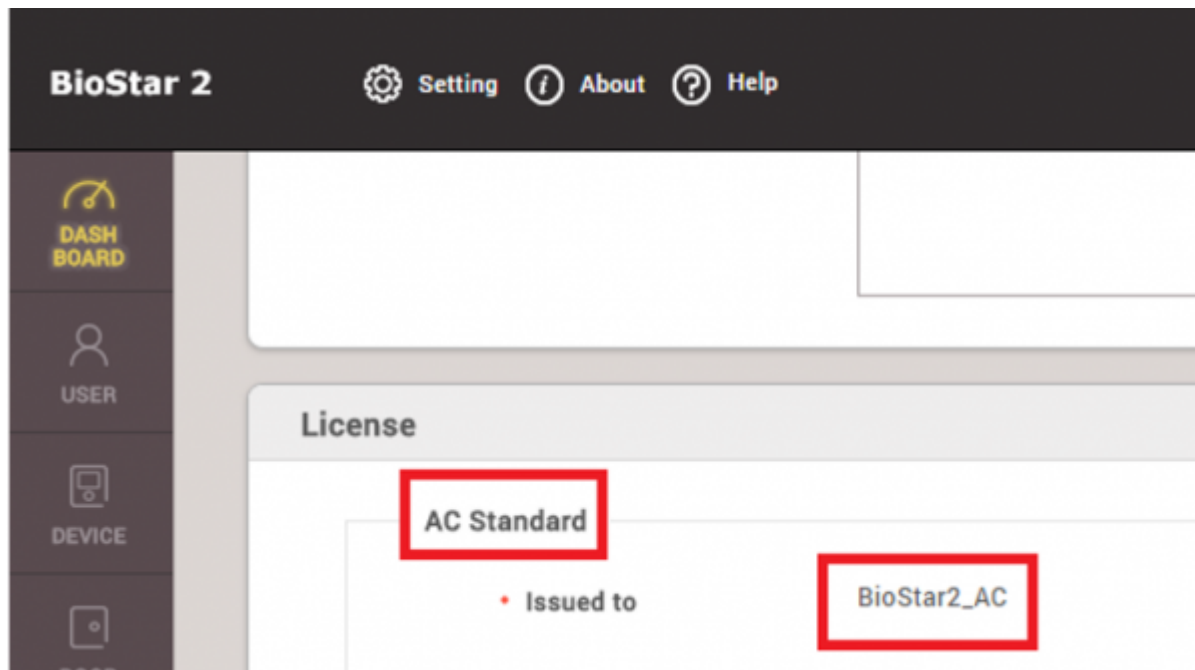 BioStar 2
Setting
About
Help
DASH
BOARD
USER
DEVICE
License
AC Standard
Issued to
BioStar2_AC